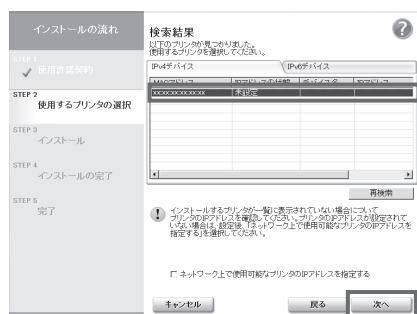 インストールの流れ
STEP 1
使用許諾契約
STEP 2
使用するプリンタの選択
STEP 3
インストール
STEP 4
インストールの完了
STEP 5
完了
検索結果
以下のプリンタが見つかりました。
使用するプリンタを選択してください。
IPv4デバイス
IPv6デバイス
MACアドレス IPアドレスの状態 デバイス名 IPアドレス
xxxxxxxxxxxx 未設定
再検索
インストールするプリンタが一覧に表示されていない場合について
プリンタのIPアドレスを確認してください。プリンタのIPアドレスが設定されて
いない場合は、設定後、「ネットワーク上で使用可能なプリンタのIPアドレスを
指定する」を選択してください。
ネットワーク上で使用可能なプリンタのIPアドレスを指定する
キャンセル
戻る
次へ